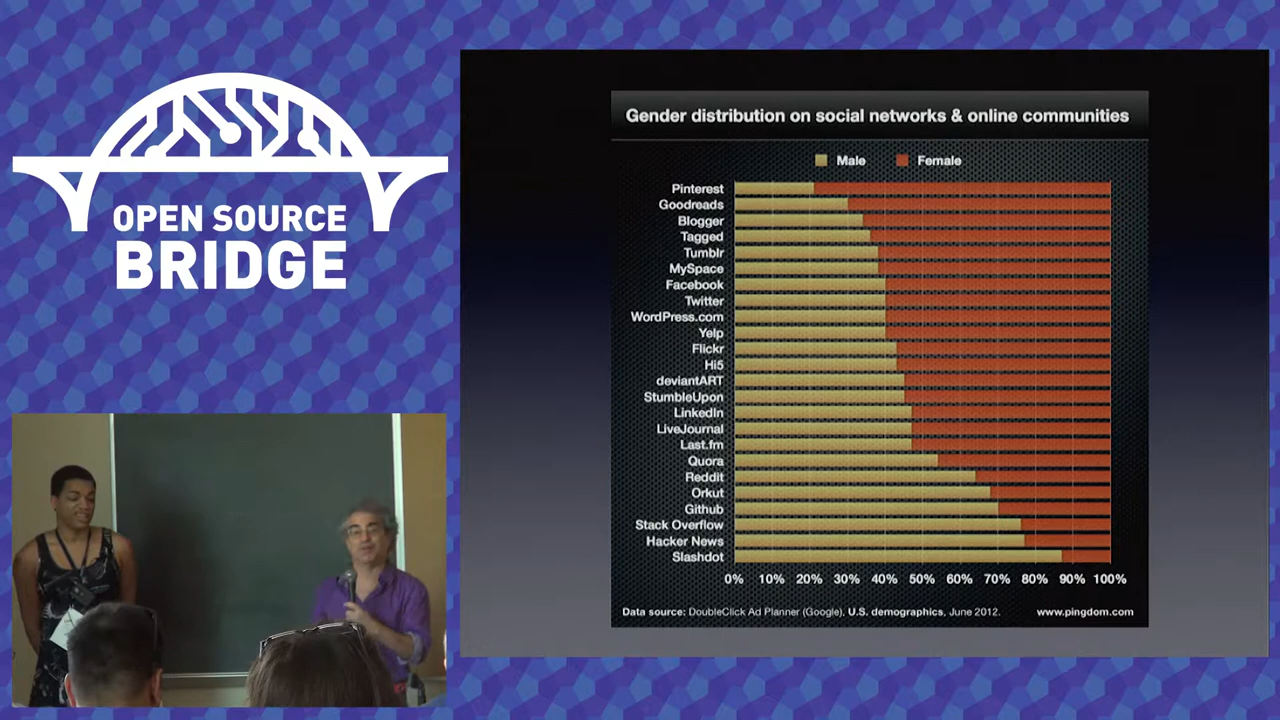 OPEN SOURCE
BRIDGE
Gender distribution on social networks & online communities
Male
Female
Pinterest
Goodreads
Blogger
Tagged
Tumblr
MySpace
Facebook
Twitter
WordPress.com
Yelp
Flickr
Hi5
deviantART
StumbleUpon
LinkedIn
LiveJournal
Last.fm
Quora
Reddit
Orkut
Github
Stack Overflow
Hacker News
Slashdot
0% 10% 20% 30% 40% 50% 60% 70% 80% 90% 100%
Data source: DoubleClick Ad Planner (Google), U.S. demographics, June 2012.
www.pingdom.com